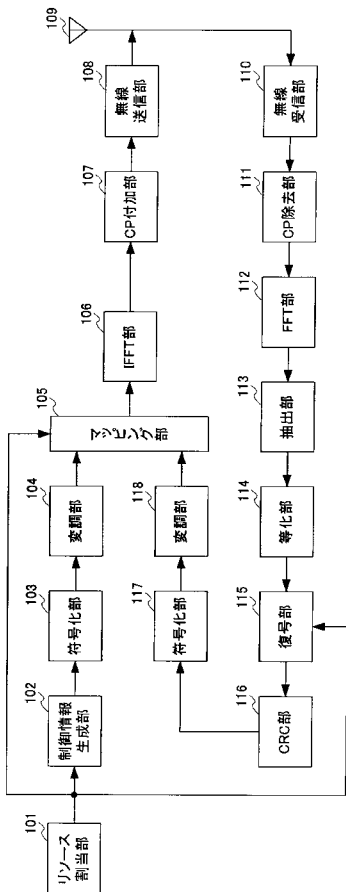 101
リソース
割当部
102
制御情報
生成部
103
符号化部
104
変調部
105
マッピング部
106
IFFT部
107
CP付加部
108
無線
送信部
109
110
無線
受信部
111
CP除去部
112
FFT部
113
抽出部
114
等化部
115
復号部
116
CRC部
117
符号化部
118
変調部